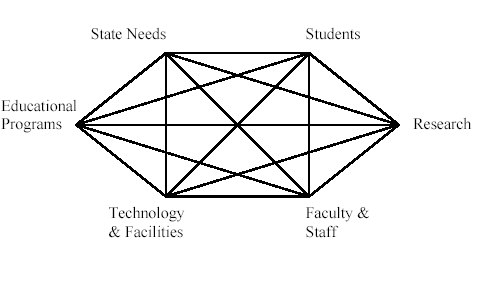 State Needs
Students
Educational
Programs
Research
Technology
& Facilities
Faculty &
Staff